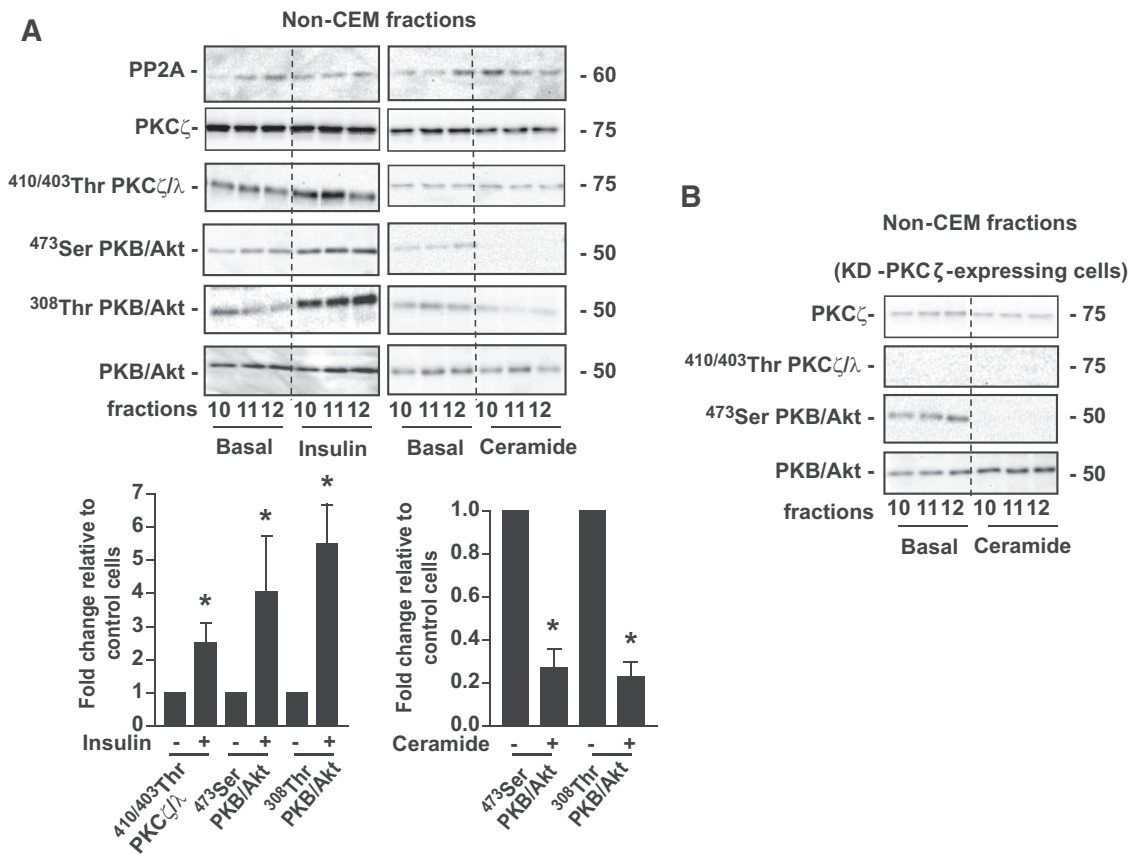 A
Non-CEM fractions
PP2A - - 60
PKCζ- - 75
410/403Thr PKCζ/λ - - 75
473Ser PKB/Akt - - 50
308Thr PKB/Akt - - 50
PKB/Akt - - 50
fractions 10 11 12 10 11 12 10 11 12 10 11 12
Basal Insulin Basal Ceramide
Fold change relative to
control cells
7
6
5
4
3
2
1
0
* * *
Insulin - + - + - +
410/403Thr
PKCζ/λ
473Ser
PKB/Akt
308Thr
PKB/Akt
Fold change relative to
control cells
1.0
0.8
0.6
0.4
0.2
0.0
* *
Ceramide - + - +
473Ser
PKB/Akt
308Thr
PKB/Akt
B
Non-CEM fractions
(KD -PKC ζ -expressing cells)
PKCζ- - 75
410/403Thr PKCζ/λ - - 75
473Ser PKB/Akt - - 50
PKB/Akt - - 50
fractions 10 11 12 10 11 12
Basal Ceramide